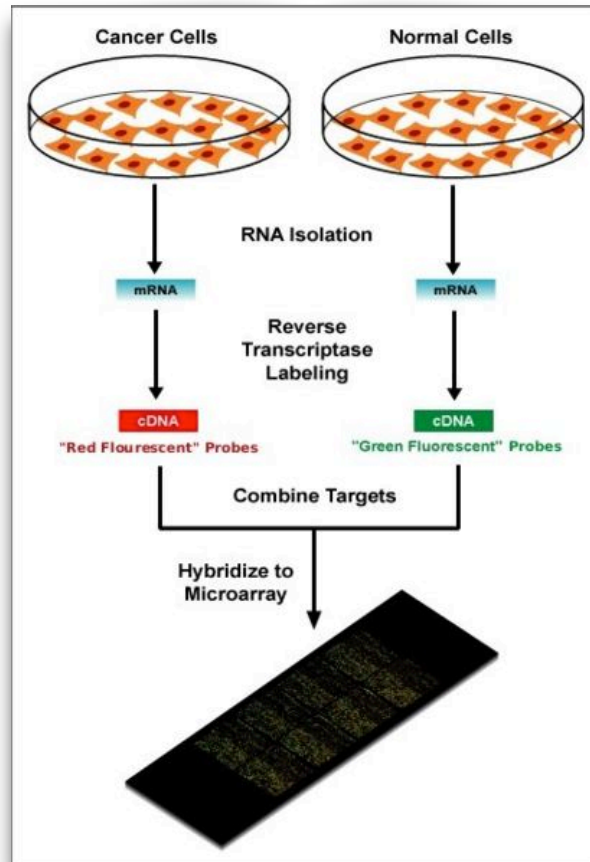 Cancer Cells
Normal Cells
RNA Isolation
mRNA
mRNA
Reverse
Transcriptase
Labeling
cDNA
cDNA
"Red Flourescent" Probes
"Green Fluorescent" Probes
Combine Targets
Hybridize to
Microarray